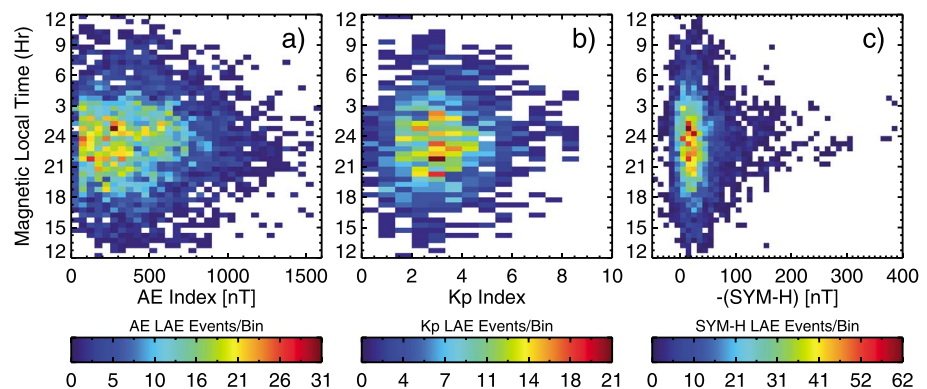 Magnetic Local Time (Hr)
12
9
6
3
24
21
18
15
12
a)
0 500 1000 1500
AE Index [nT]
12
9
6
3
24
21
18
15
12
b)
0 2 4 6 8 10
Kp Index
12
9
6
3
24
21
18
15
12
c)
0 100 200 300 400
-(SYM-H) [nT]
AE LAE Events/Bin
0 5 10 16 21 26 31
Kp LAE Events/Bin
0 4 7 11 14 18 21
SYM-H LAE Events/Bin
0 10 21 31 41 52 62